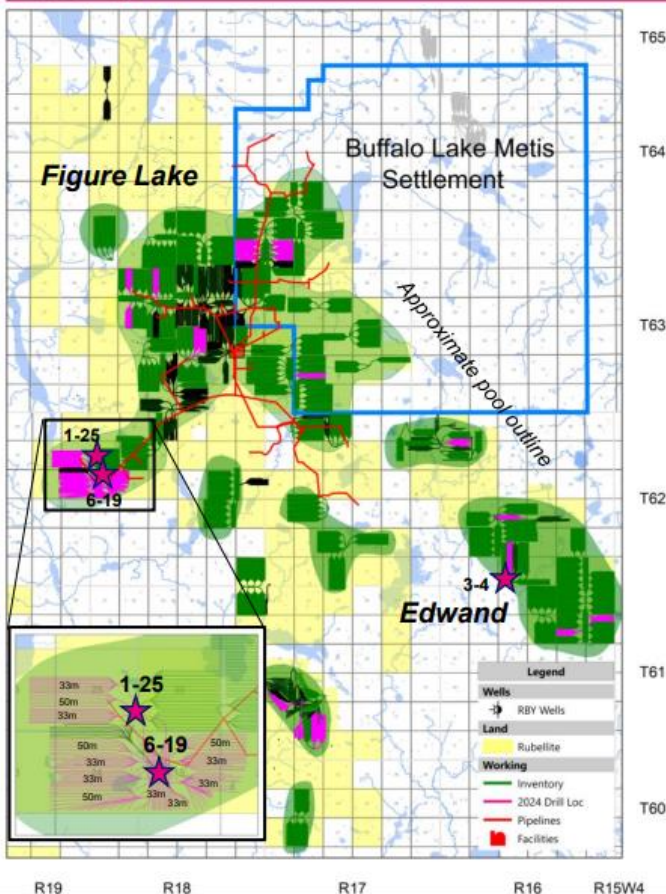 T65
Buffalo Lake Metis
Settlement
T64
Figure Lake
Approximate pool outline
T63
1-25
6-19
T62
3-4
Edwand
T61
1-25
33m
50m
33m
6-19
50m
50m
33m
33m
33m
33m
50m
33m
33m
Legend
Wells
RBY Wells
Land
Rubellite
Working
Inventory
2024 Drill Loc
Pipelines
Facilities
T60
R19
R18
R17
R16
R15W4